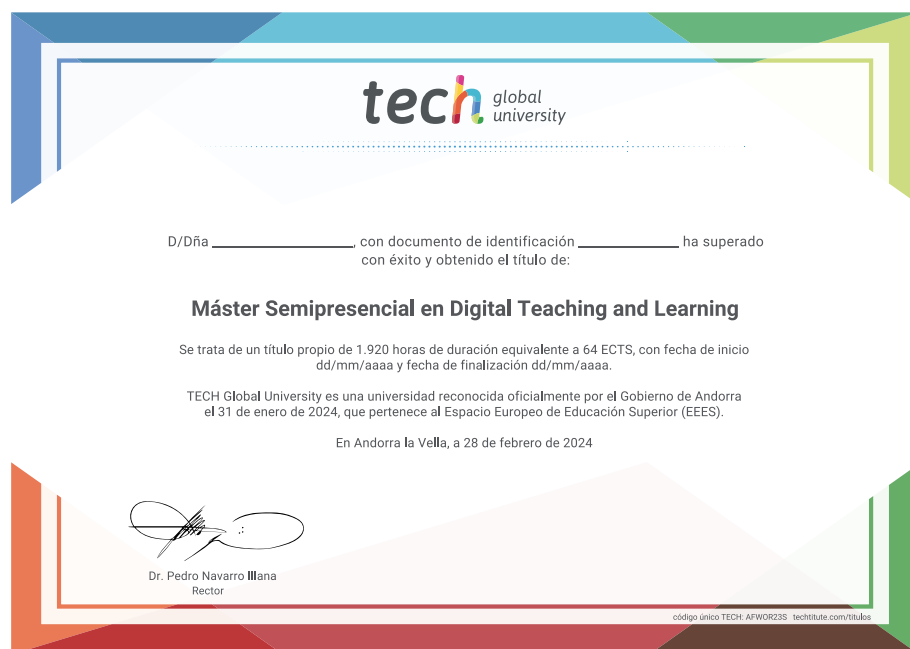 tech global university
D/Dña ____________________, con documento de identificación ______________ ha superado
con éxito y obtenido el título de:
Máster Semipresencial en Digital Teaching and Learning
Se trata de un título propio de 1.920 horas de duración equivalente a 64 ECTS, con fecha de inicio
dd/mm/aaaa y fecha de finalización dd/mm/aaaa.
TECH Global University es una universidad reconocida oficialmente por el Gobierno de Andorra
el 31 de enero de 2024, que pertenece al Espacio Europeo de Educación Superior (EEES).
En Andorra la Vella, a 28 de febrero de 2024
Dr. Pedro Navarro Illana
Rector
código único TECH: AFWOR23S techtitute.com/titulos